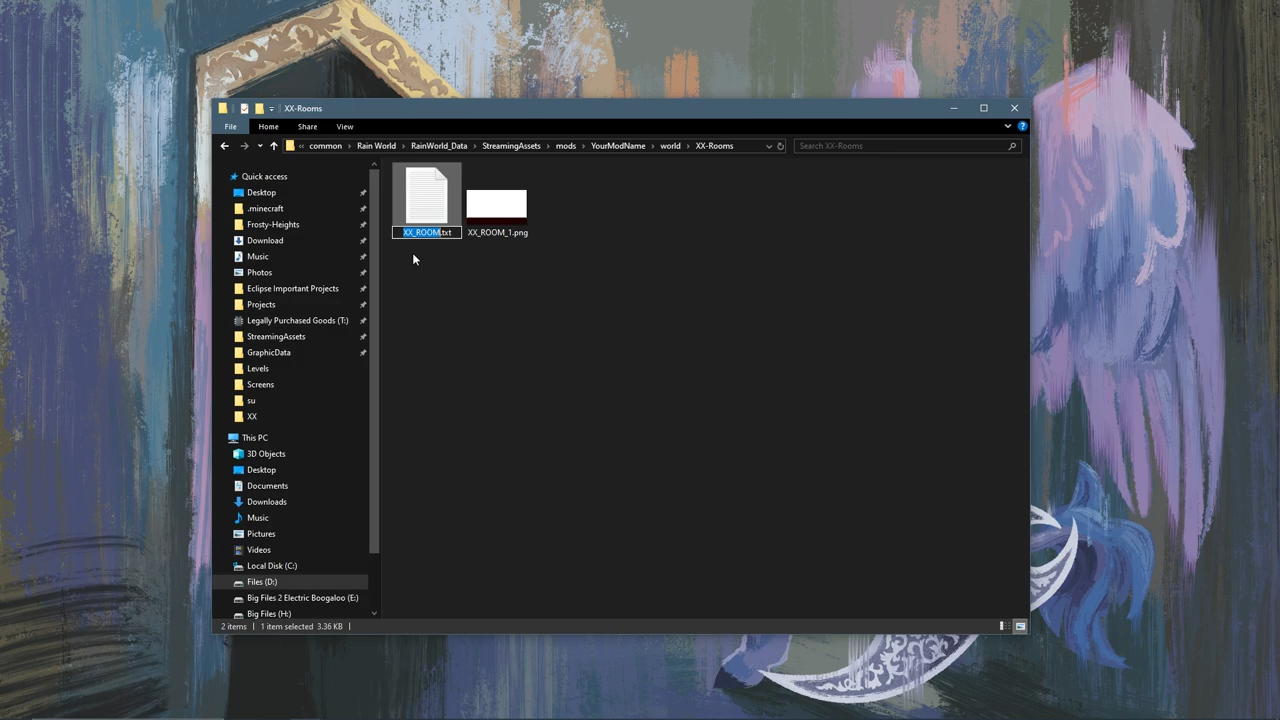 XX-Rooms
File Home Share View
« common › Rain World › RainWorld_Data › StreamingAssets › mods › YourModName › world › XX-Rooms
Search XX-Rooms
Quick access
Desktop
.minecraft
Frosty-Heights
Download
Music
Photos
Eclipse Important Projects
Projects
Legally Purchased Goods (T:)
StreamingAssets
GraphicData
Levels
Screens
su
XX
This PC
3D Objects
Desktop
Documents
Downloads
Music
Pictures
Videos
Local Disk (C:)
Files (D:)
Big Files 2 Electric Boogaloo (E:)
Big Files (H:)
XX_ROOM.txt
XX_ROOM_1.png
2 items 1 item selected 3.36 KB